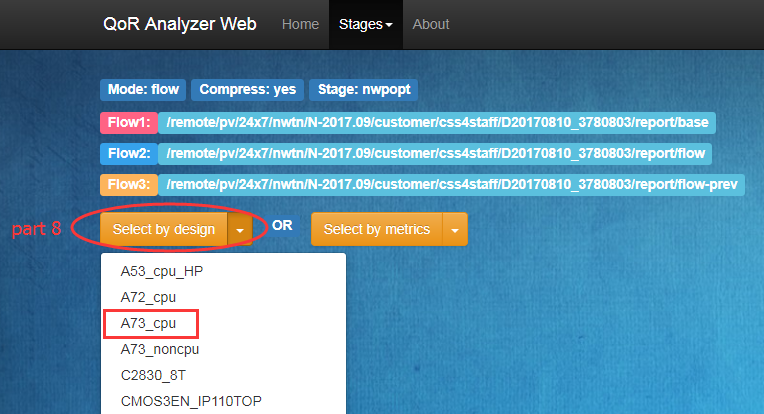 QoR Analyzer Web Home Stages About
Mode: flow Compress: yes Stage: nwpopt
Flow1: /remote/pv/24x7/nwtn/N-2017.09/customer/css4staff/D20170810_3780803/report/base
Flow2: /remote/pv/24x7/nwtn/N-2017.09/customer/css4staff/D20170810_3780803/report/flow
Flow3: /remote/pv/24x7/nwtn/N-2017.09/customer/css4staff/D20170810_3780803/report/flow-prev
part 8 Select by design OR Select by metrics
A53_cpu_HP
A72_cpu
A73_cpu
A73_noncpu
C2830_8T
CMOS3EN_IP110TOP